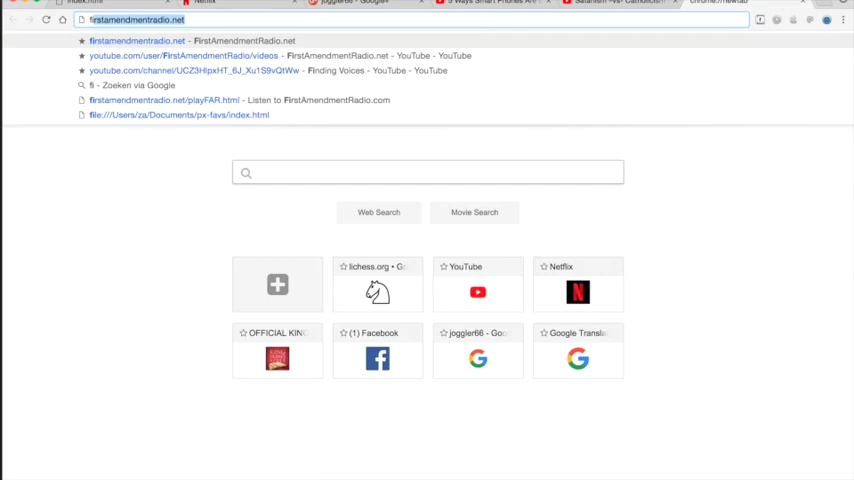 index.html
Netflix
joggler66 - Google+
5 Ways Smart Phones Are
Satanism -vs- Catholicism
chrome://newtab
firstamendmentradio.net
firstamendmentradio.net - FirstAmendmentRadio.net
youtube.com/user/FirstAmendmentRadio/videos - FirstAmendmentRadio.net - YouTube - YouTube
youtube.com/channel/UCZ3HlpxHT_6J_Xu1S9vQtWw - Finding Voices - YouTube - YouTube
fi - Zoeken via Google
firstamendmentradio.net/playFAR.html - Listen to FirstAmendmentRadio.com
file:///Users/za/Documents/px-favs/index.html
Web Search
Movie Search
lichess.org • G
YouTube
Netflix
OFFICIAL KING
(1) Facebook
joggler66 - Goo
Google Transla